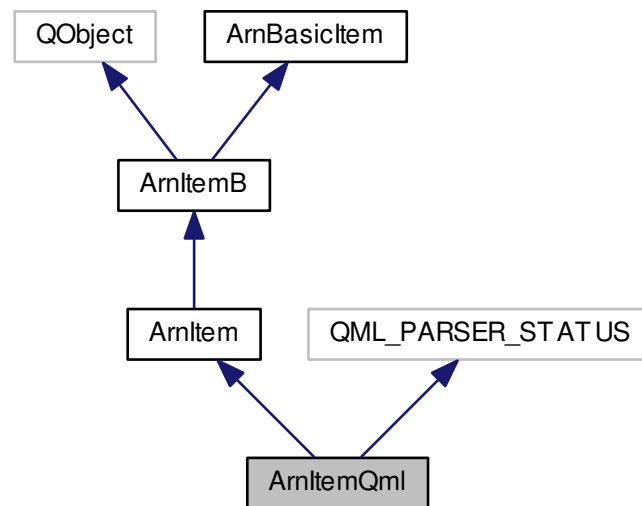 QObject
ArnBasicItem
ArnItemB
ArnItem
QML_PARSER_STATUS
ArnItemQml